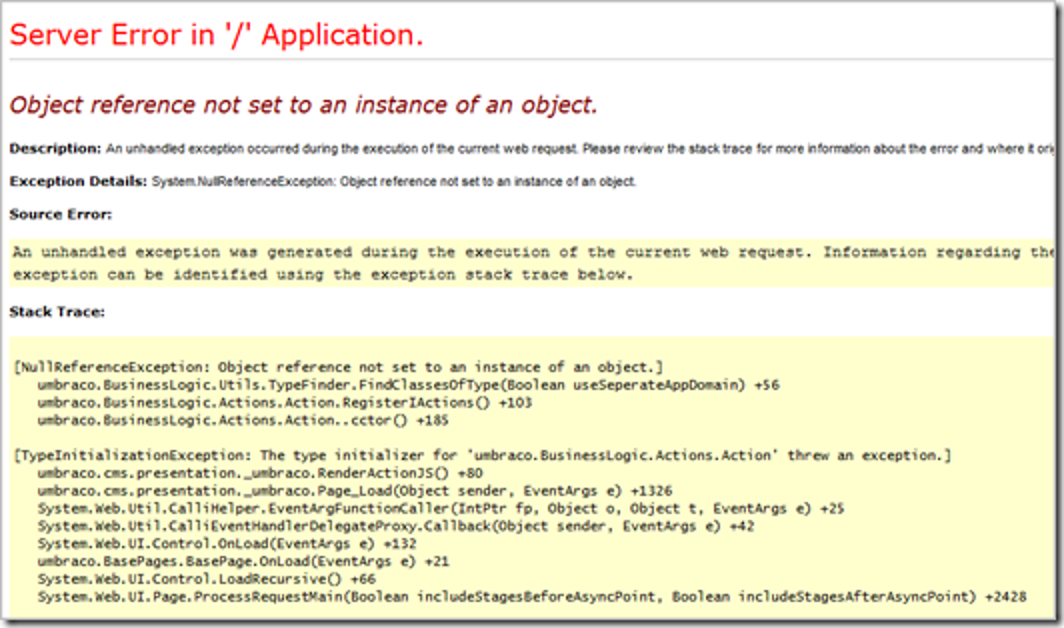 Server Error in '/' Application.
Object reference not set to an instance of an object.
Description: An unhandled exception occurred during the execution of the current web request. Please review the stack trace for more information about the error and where it
Exception Details: System.NullReferenceException: Object reference not set to an instance of an object.
Source Error:
An unhandled exception was generated during the execution of the current web request. Information regarding the
exception can be identified using the exception stack trace below.
Stack Trace:
[NullReferenceException: Object reference not set to an instance of an object.]
umbraco.BusinessLogic.Utils.TypeFinder.FindClassesOfType(Boolean useSeperateAppDomain) +56
umbraco.BusinessLogic.Actions.Action.RegisterIActions() +103
umbraco.BusinessLogic.Actions.Action..cctor() +185
[TypeInitializationException: The type initializer for 'umbraco.BusinessLogic.Actions.Action' threw an exception.]
umbraco.cms.presentation._umbraco.RenderActionJS() +80
umbraco.cms.presentation._umbraco.Page_Load(Object sender, EventArgs e) +1326
System.Web.Util.CalliHelper.EventArgFunctionCaller(IntPtr fp, Object o, Object t, EventArgs e) +25
System.Web.Util.CalliEventHandlerDelegateProxy.Callback(Object sender, EventArgs e) +42
System.Web.UI.Control.OnLoad(EventArgs e) +132
umbraco.BasePages.BasePage.OnLoad(EventArgs e) +21
System.Web.UI.Control.LoadRecursive() +66
System.Web.UI.Page.ProcessRequestMain(Boolean includeStagesBeforeAsyncPoint, Boolean includeStagesAfterAsyncPoint) +2428